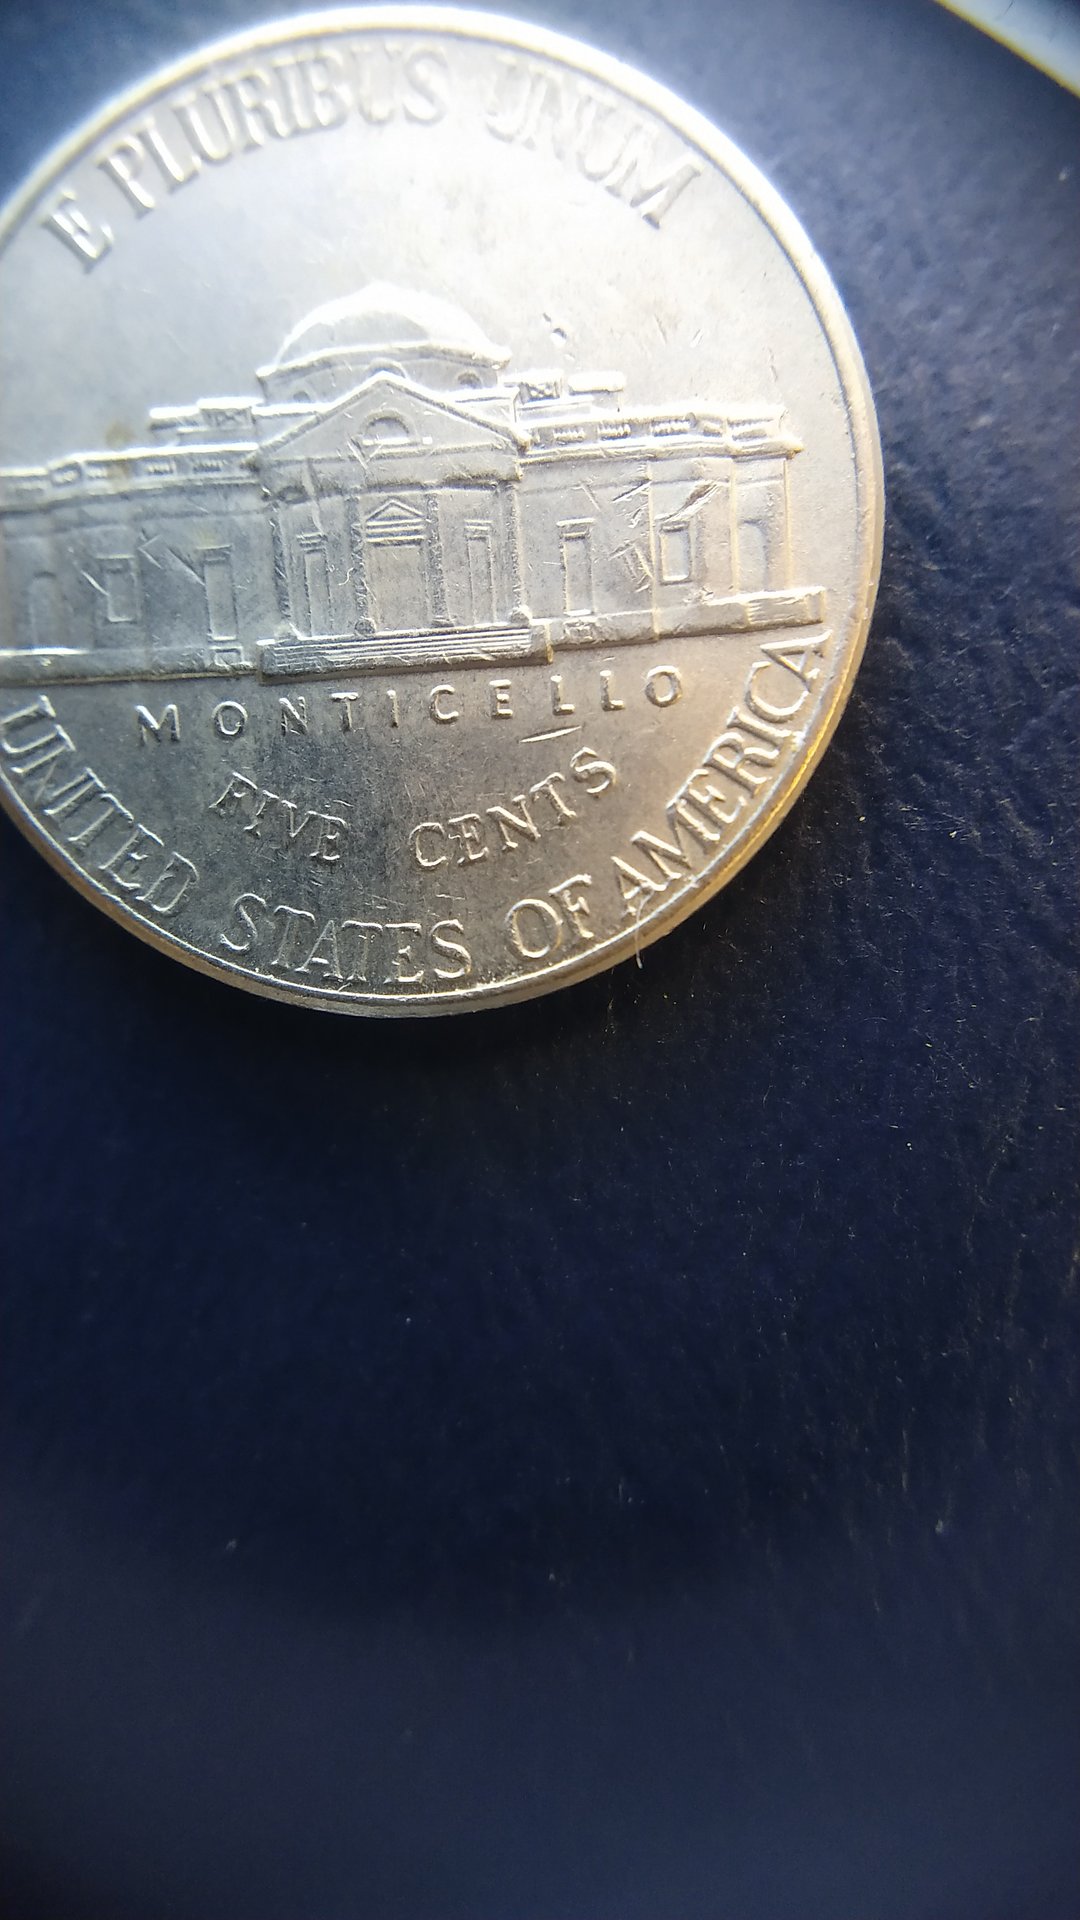 E PLURIBUS UNUM
MONTICELLO
FIVE CENTS
UNITED STATES OF AMERICA